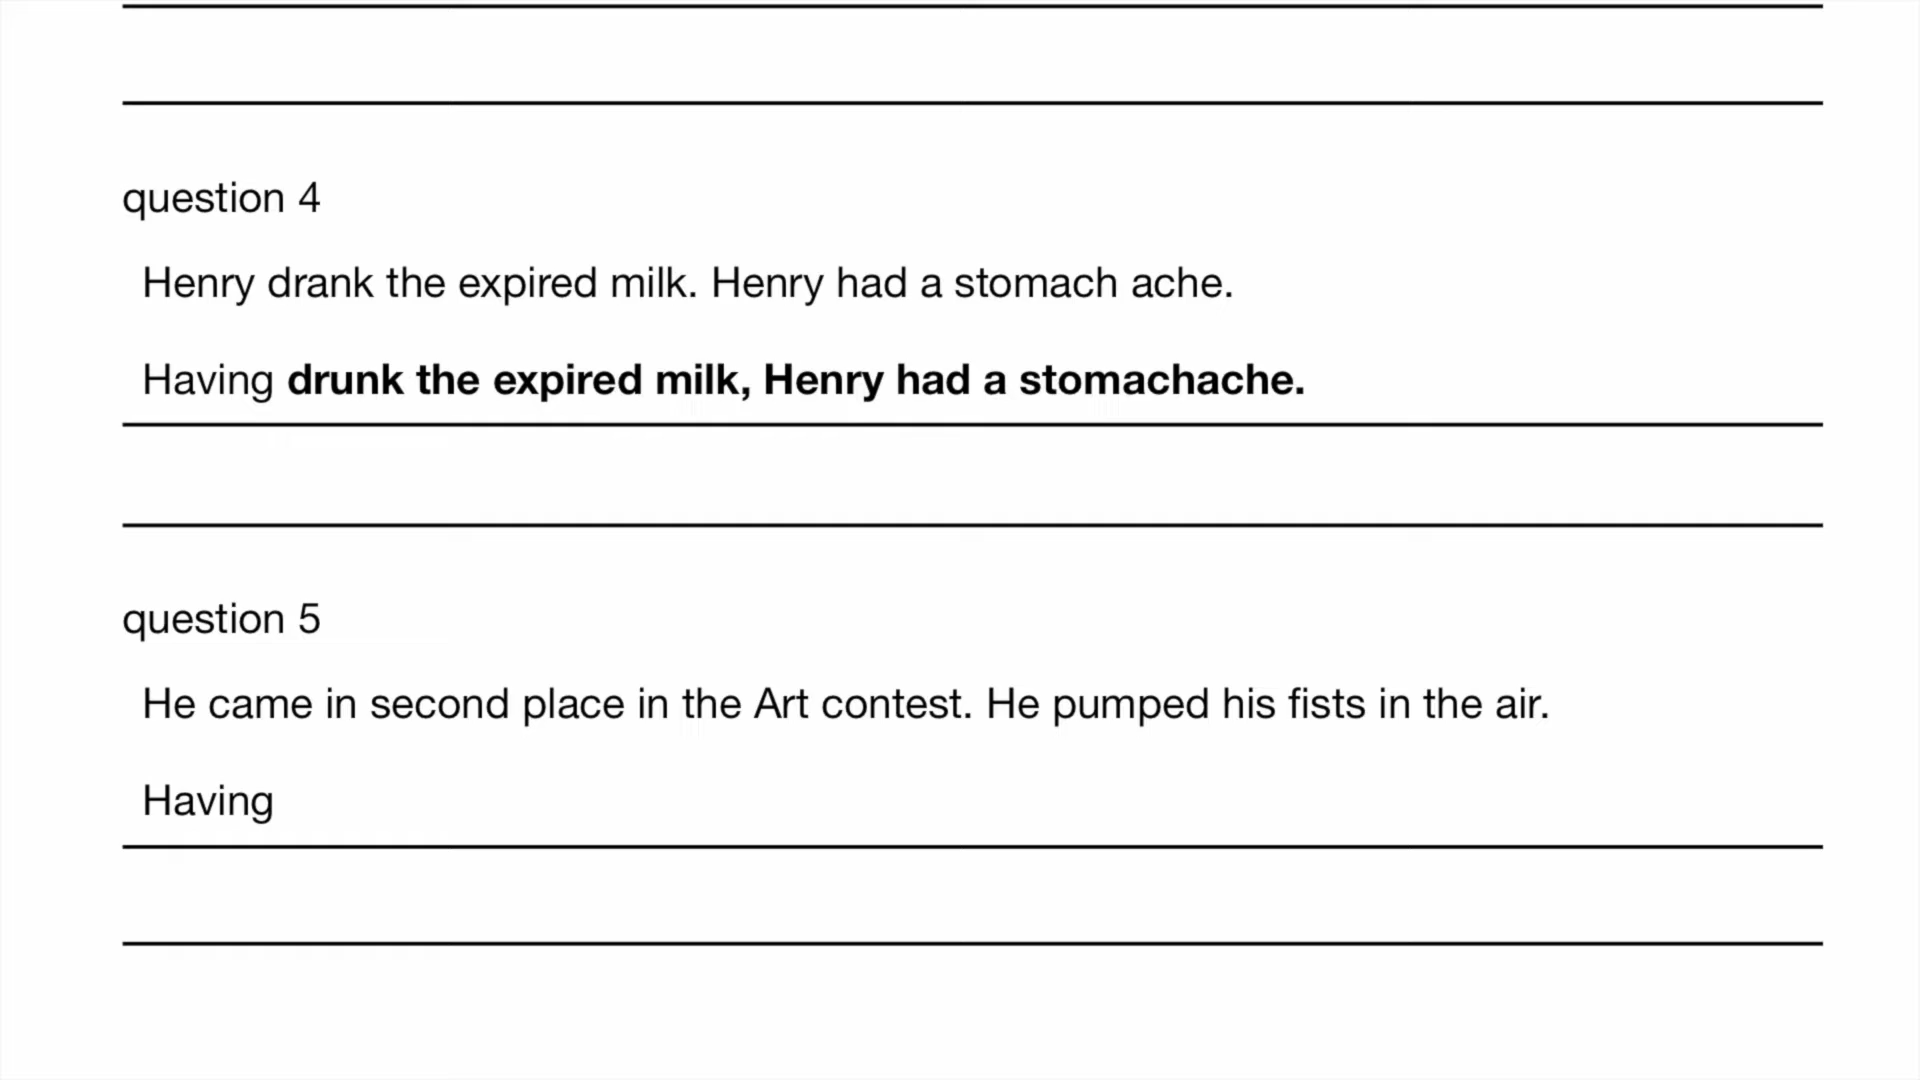 question 4
Henry drank the expired milk. Henry had a stomach ache.
Having drunk the expired milk, Henry had a stomachache.
question 5
He came in second place in the Art contest. He pumped his fists in the air.
Having